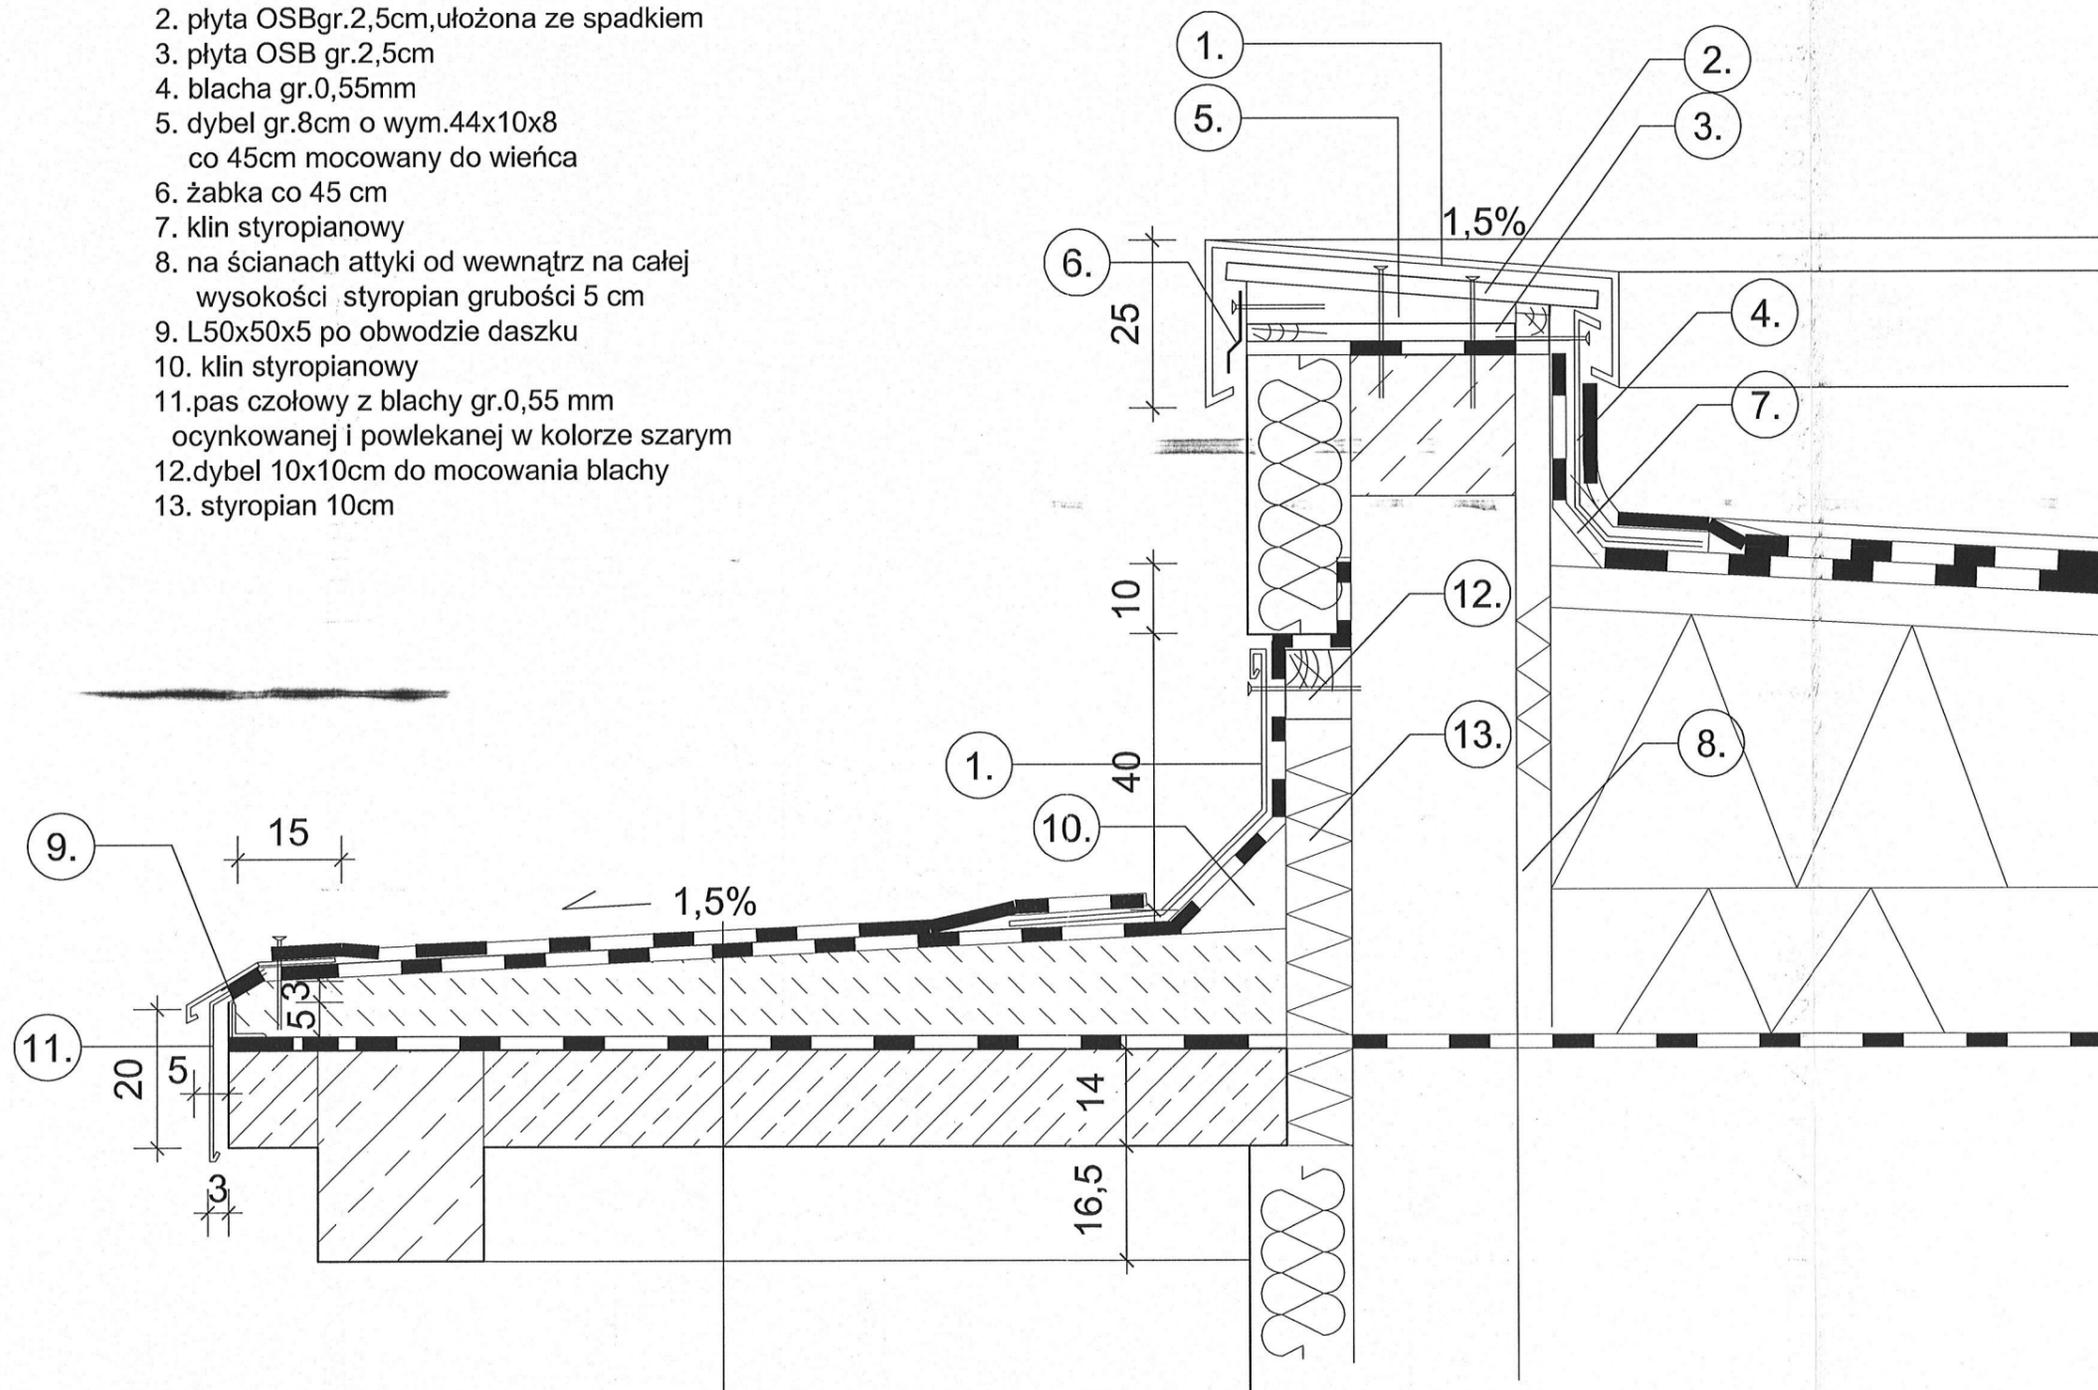 2. płyta OSBgr.2,5cm,ułożona ze spadkiem
3. płyta OSB gr.2,5cm
4. blacha gr.0,55mm
5. dybel gr.8cm o wym.44x10x8
co 45cm mocowany do wieńca
6. żabka co 45 cm
7. klin styropianowy
8. na ścianach attyki od wewnątrz na całej
wysokości styropian grubości 5 cm
9. L50x50x5 po obwodzie daszku
10. klin styropianowy
11.pas czołowy z blachy gr.0,55 mm
ocynkowanej i powlekanej w kolorze szarym
12.dybel 10x10cm do mocowania blachy
13. styropian 10cm
1.
2.
5.
3.
1,5%
6.
25
4.
7.
10
12.
13.
8.
1.
40
10.
9.
15
1,5%
3
5
11.
20
5
14
3
16,5